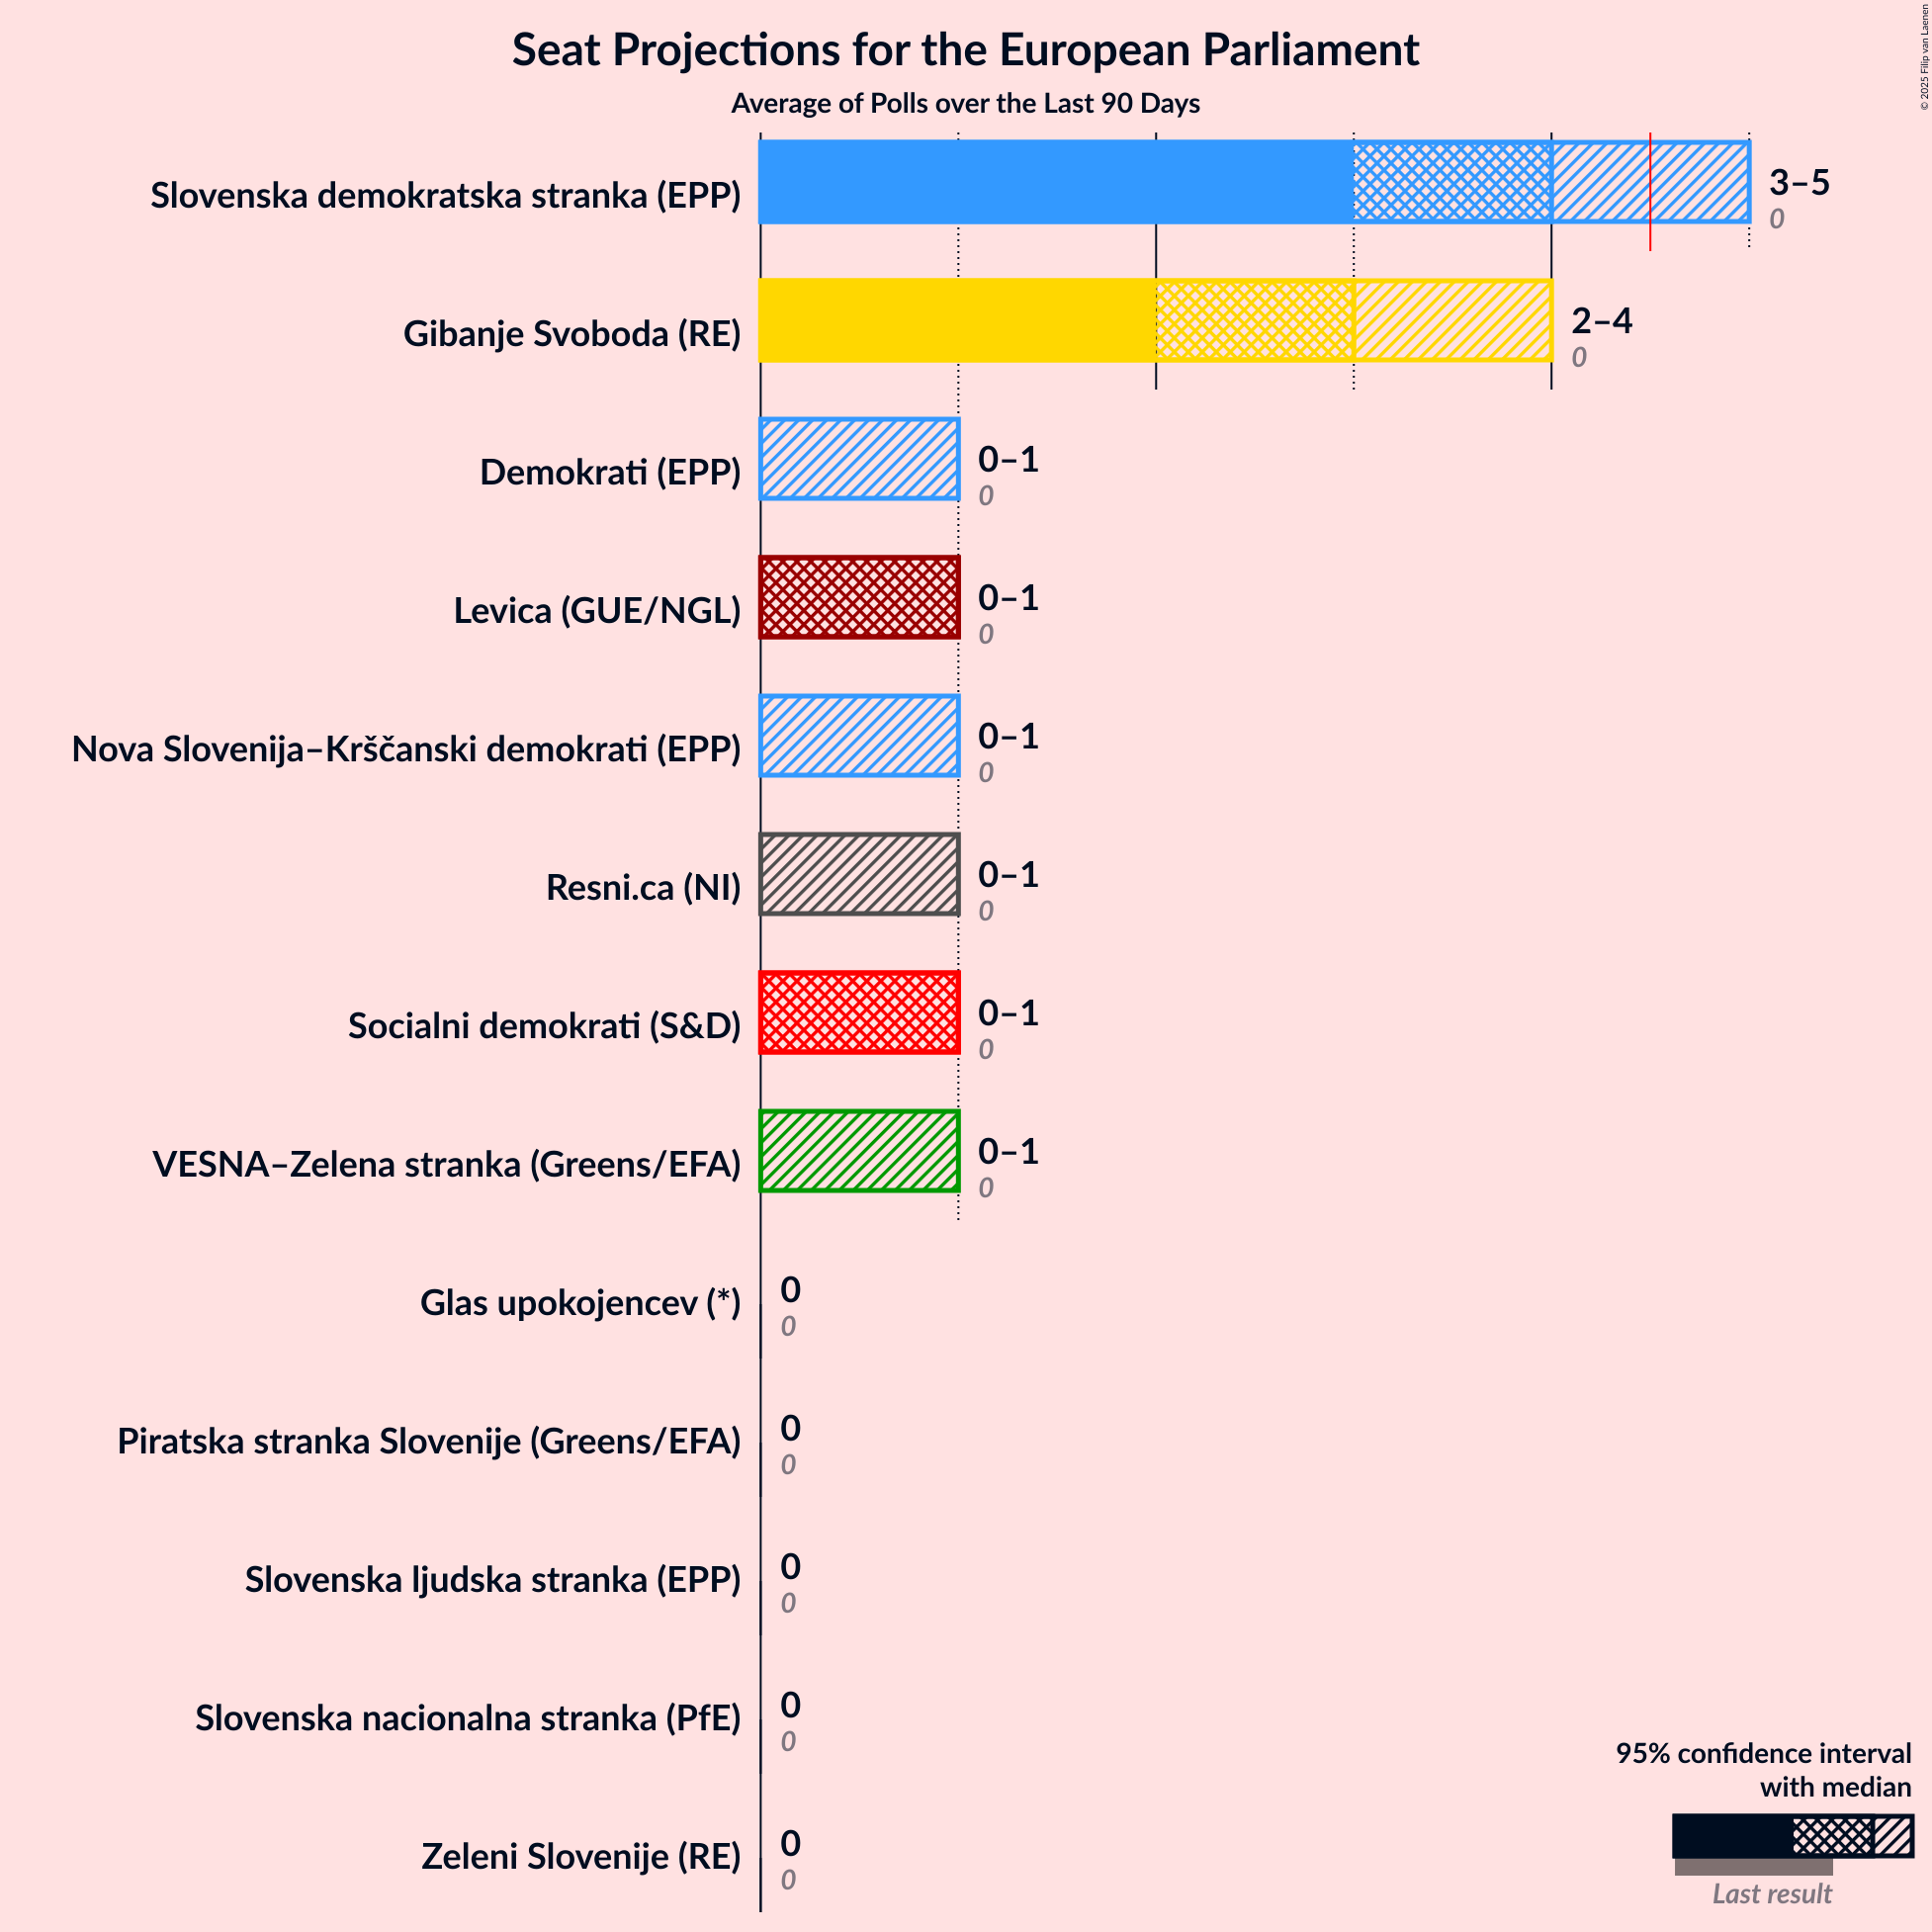 Seat Projections for the European Parliament
Average of Polls over the Last 90 Days
© 2025 Filip van Laenen
Slovenska demokratska stranka (EPP)
3–5
0
Gibanje Svoboda (RE)
2–4
0
Demokrati (EPP)
0–1
0
Levica (GUE/NGL)
0–1
0
Nova Slovenija–Krščanski demokrati (EPP)
0–1
0
Resni.ca (NI)
0–1
0
Socialni demokrati (S&D)
0–1
0
VESNA–Zelena stranka (Greens/EFA)
0–1
0
Glas upokojencev (*)
0
0
Piratska stranka Slovenije (Greens/EFA)
0
0
Slovenska ljudska stranka (EPP)
0
0
Slovenska nacionalna stranka (PfE)
0
0
Zeleni Slovenije (RE)
0
0
95% confidence interval
with median
Last result